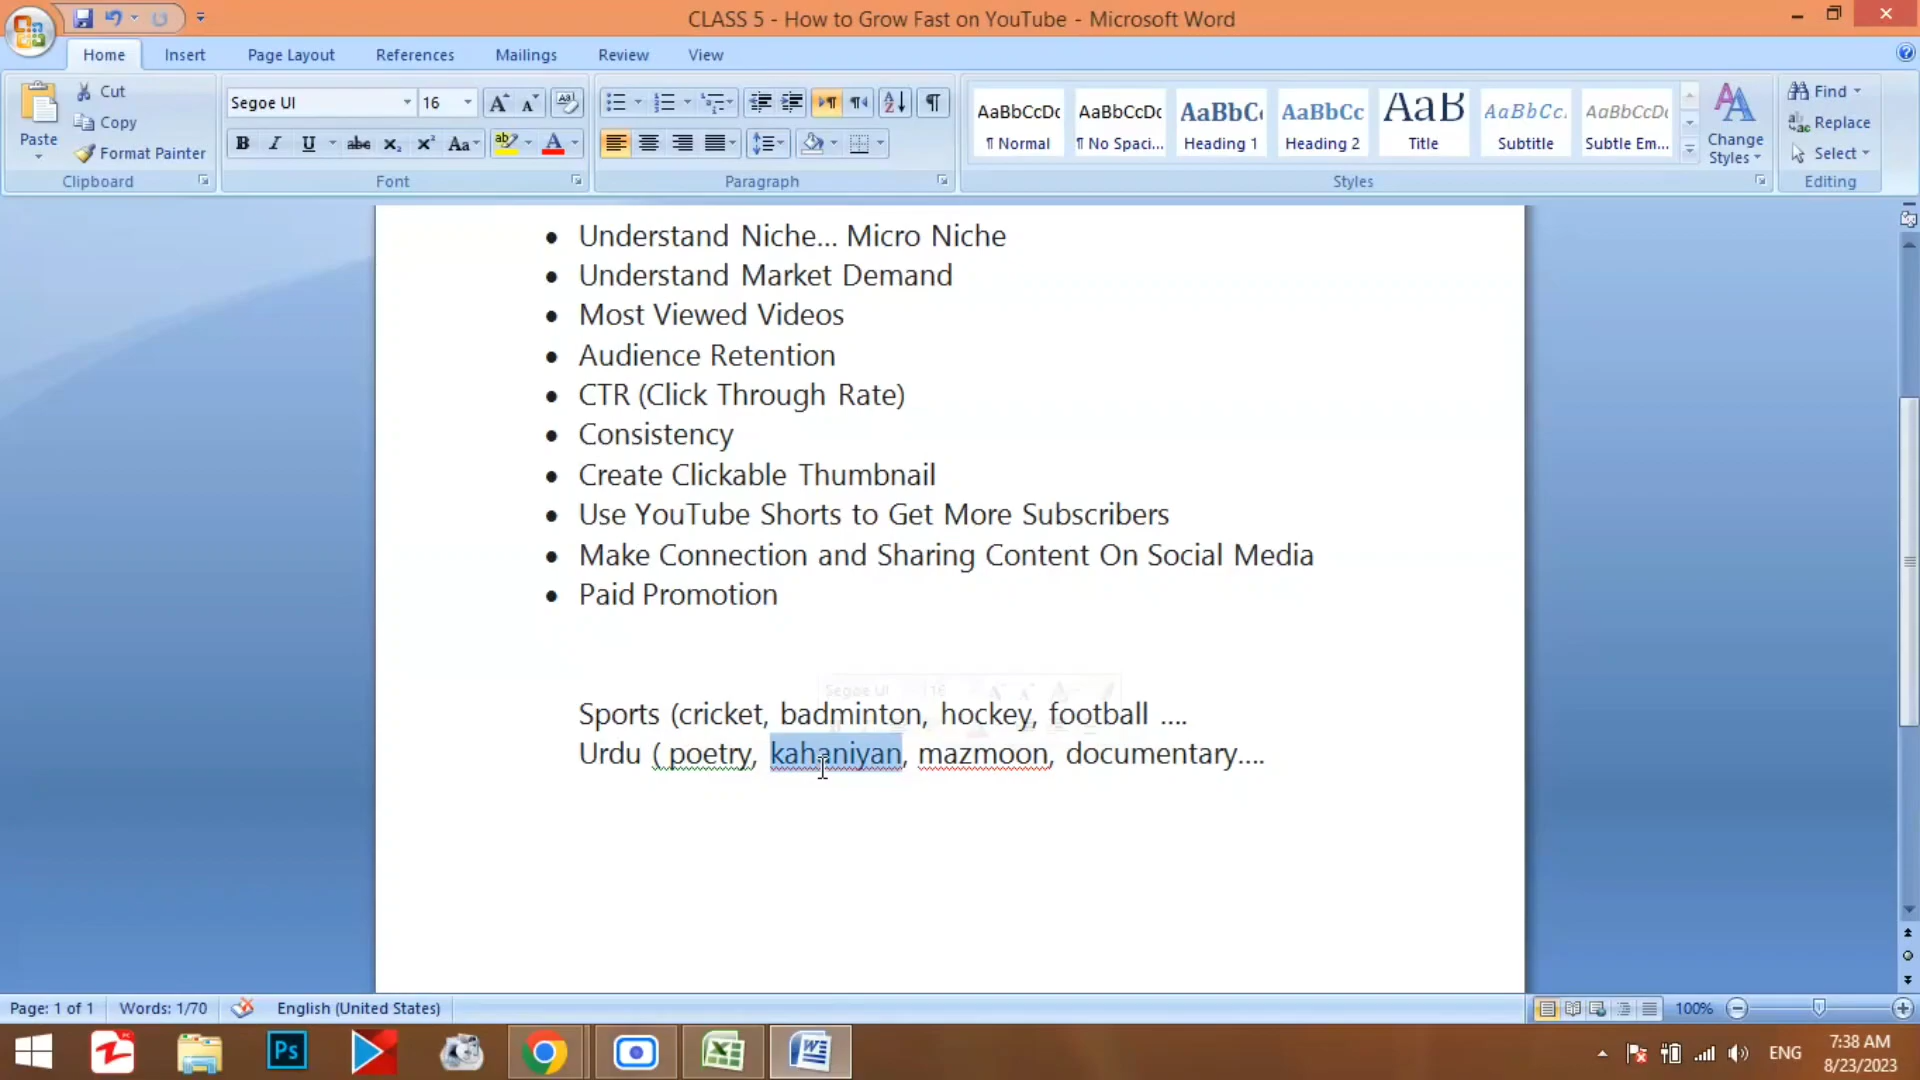 CLASS 5 - How to Grow Fast on YouTube - Microsoft Word
Home Insert Page Layout References Mailings Review View
Paste
Cut
Copy
Format Painter
Clipboard
Segoe UI 16
Font
Paragraph
AaBbCcDc AaBbCcDc AaBbC AaBbCc AaB AaBbCc. AaBbCcDc
¶ Normal ¶ No Spaci... Heading 1 Heading 2 Title Subtitle Subtle Em...
Change Styles
Styles
Find
Replace
Select
Editing
• Understand Niche... Micro Niche
• Understand Market Demand
• Most Viewed Videos
• Audience Retention
• CTR (Click Through Rate)
• Consistency
• Create Clickable Thumbnail
• Use YouTube Shorts to Get More Subscribers
• Make Connection and Sharing Content On Social Media
• Paid Promotion
Segoe UI 16
Sports (cricket, badminton, hockey, football ....
Urdu ( poetry, kahaniyan, mazmoon, documentary....
Page: 1 of 1 Words: 1/70 English (United States) 100%
Ps
ENG
7:38 AM
8/23/2023